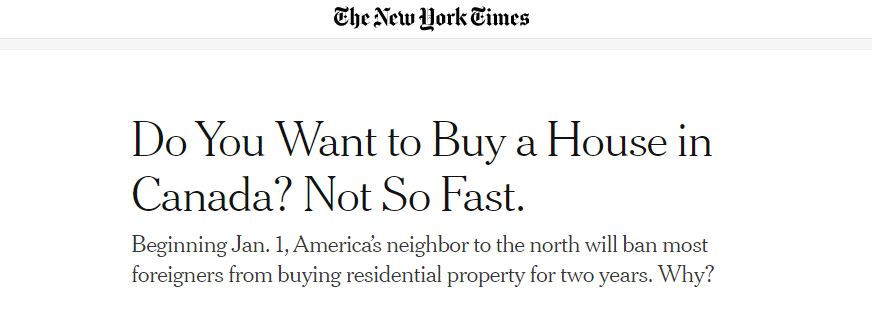 The New York Times
Do You Want to Buy a House in
Canada? Not So Fast.
Beginning Jan. 1, America's neighbor to the north will ban most
foreigners from buying residential property for two years. Why?